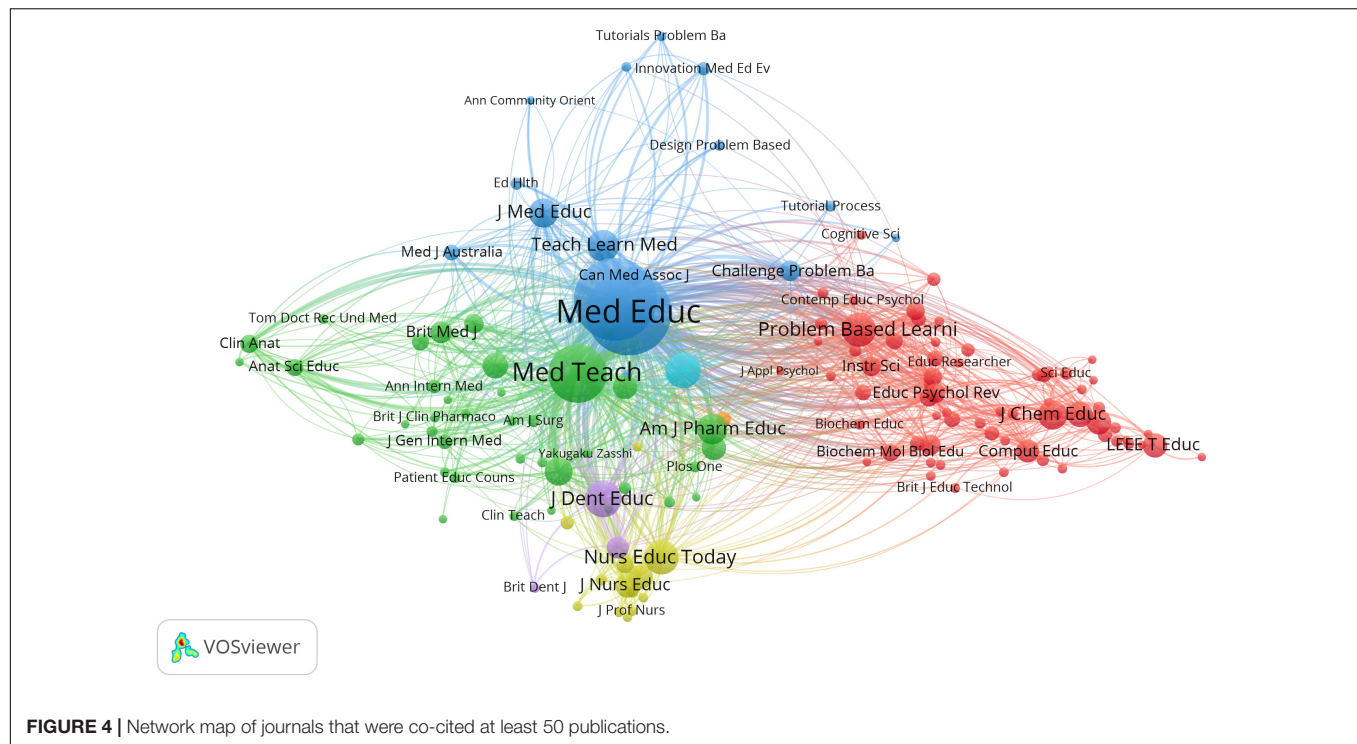 Tutorials Problem Ba
Innovation Med Ed Ev
Ann Community Orient
Design Problem Based
Ed Hlth
Tutorial Process
J Med Educ
Cognitive Sci
Teach Learn Med
Med J Australia
Challenge Problem Ba
Can Med Assoc J
Contemp Educ Psychol
Med Educ
Tom Doct Rec Und Med
Problem Based Learni
Brit Med J
Clin Anat
Anat Sci Educ
Instr Sci
Educ Researcher
J Appl Psychol
Sci Educ
Med Teach
Ann Intern Med
Educ Psychol Rev
Brit J Clin Pharmaco
Am J Surg
J Chem Educ
Biochem Educ
Am J Pharm Educ
J Gen Intern Med
LEEE T Educ
Yakugaku Zasshi
Biochem Mol Biol Edu
Comput Educ
Plos One
Patient Educ Couns
Brit J Educ Technol
J Dent Educ
Clin Teach
Nurs Educ Today
J Nurs Educ
Brit Dent J
J Prof Nurs
VOSviewer
FIGURE 4 | Network map of journals that were co-cited at least 50 publications.